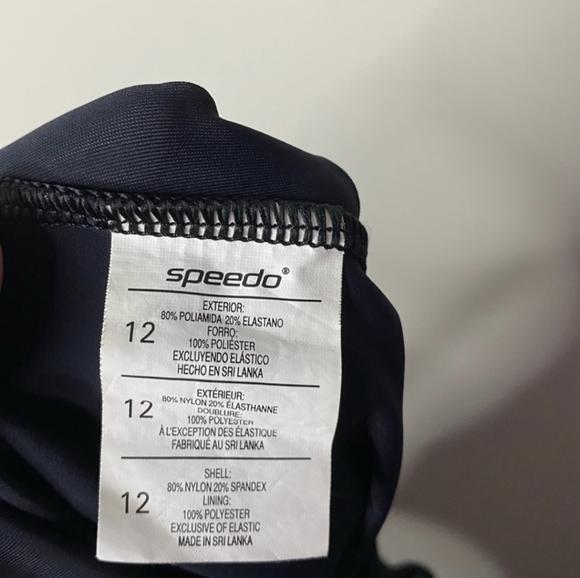 speedo®
EXTERIOR:
80% POLIAMIDA 20% ELASTANO
FORRO:
12
100% POLIÉSTER
EXCLUYENDO ELÁSTICO
HECHO EN SRI LANKA
EXTÉRIEUR:
80% NYLON 20% ÉLASTHANNE
12
DOUBLURE:
100% POLYESTER
À L'EXCEPTION DES ÉLASTIQUE
FABRIQUÉ AU SRI LANKA
SHELL:
80% NYLON 20% SPANDEX
12
LINING:
100% POLYESTER
EXCLUSIVE OF ELASTIC
MADE IN SRI LANKA